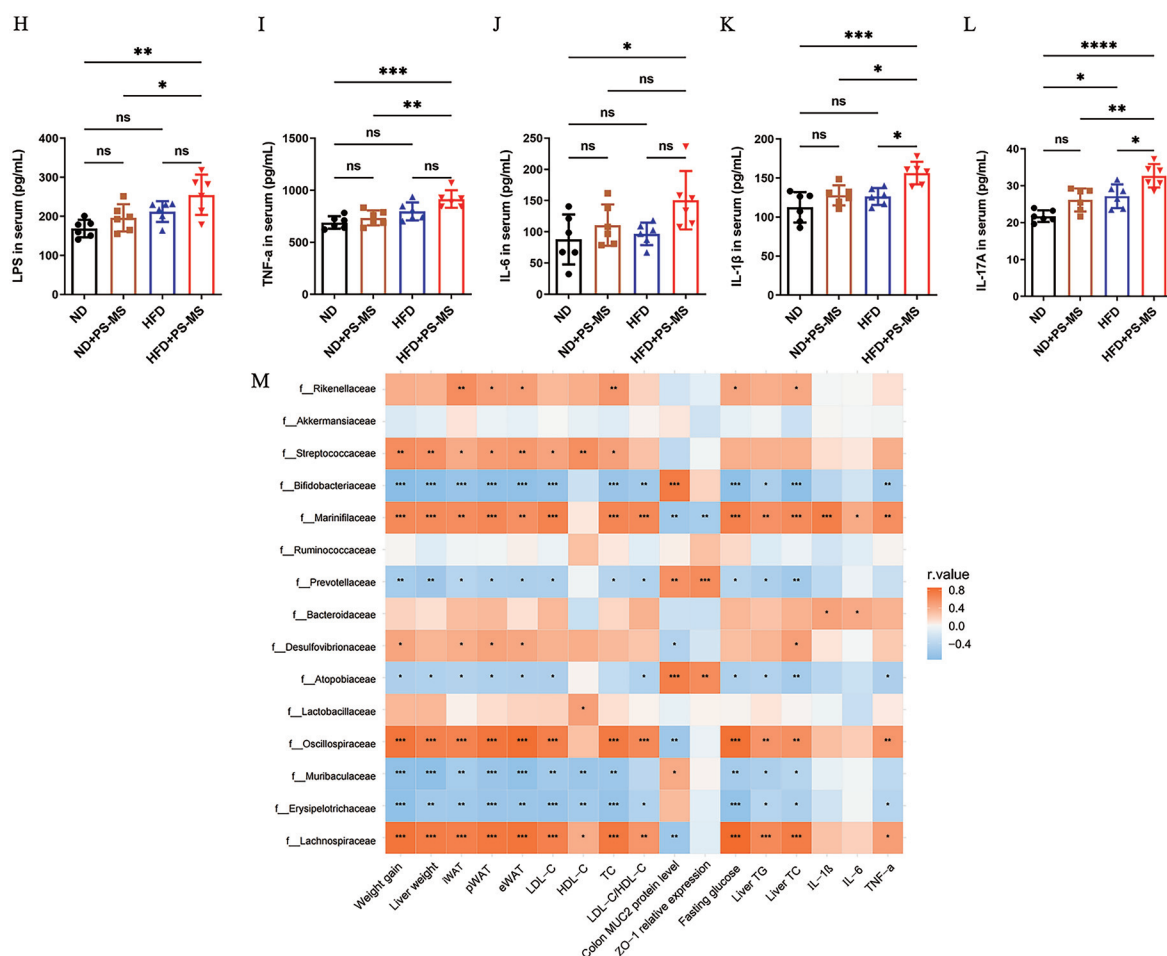 H
I
J
K
L
**
*
ns
ns
ns
400
300
200
100
0
LPS in serum (pg/mL)
ND
ND+PS-MS
HFD
HFD+PS-MS
***
**
ns
ns
ns
1500
1000
500
0
TNF-a in serum (pg/mL)
ND
ND+PS-MS
HFD
HFD+PS-MS
*
ns
ns
ns
ns
250
200
150
100
50
0
IL-6 in serum (pg/mL)
ND
ND+PS-MS
HFD
HFD+PS-MS
***
*
ns
ns
*
200
150
100
50
0
IL-1β in serum (pg/mL)
ND
ND+PS-MS
HFD
HFD+PS-MS
****
*
**
ns
*
40
30
20
10
0
IL-17A in serum (pg/mL)
ND
ND+PS-MS
HFD
HFD+PS-MS
M
f__Rikenellaceae ** * * ** * *
f__Akkermansiaceae
f__Streptococcaceae ** ** * * ** * ** *
f__Bifidobacteriaceae *** *** *** *** *** *** *** ** *** *** * *** **
f__Marinifilaceae *** *** ** *** ** *** *** *** ** ** *** ** *** *** * **
f__Ruminococcaceae
f__Prevotellaceae ** ** * * * * * * ** *** * * **
f__Bacteroidaceae * *
f__Desulfovibrionaceae * * * * * *
f__Atopobiaceae * * * * * * * *** ** * * ** *
f__Lactobacillaceae *
f__Oscillospiraceae *** *** *** *** *** *** *** *** ** *** ** ** **
f__Muribaculaceae *** *** ** *** *** ** ** ** * ** * *
f__Erysipelotrichaceae *** ** ** *** ** *** ** *** * *** * * *
f__Lachnospiraceae *** *** *** *** *** *** * *** ** ** *** *** *** *
r.value
0.8
0.4
0.0
−0.4
Weight gain
Liver weight
iWAT
pWAT
eWAT
LDL−C
HDL−C
TC
LDL−C/HDL−C
Colon MUC2 protein level
ZO−1 relative expression
Fasting glucose
Liver TG
Liver TC
IL−1ß
IL−6
TNF−a